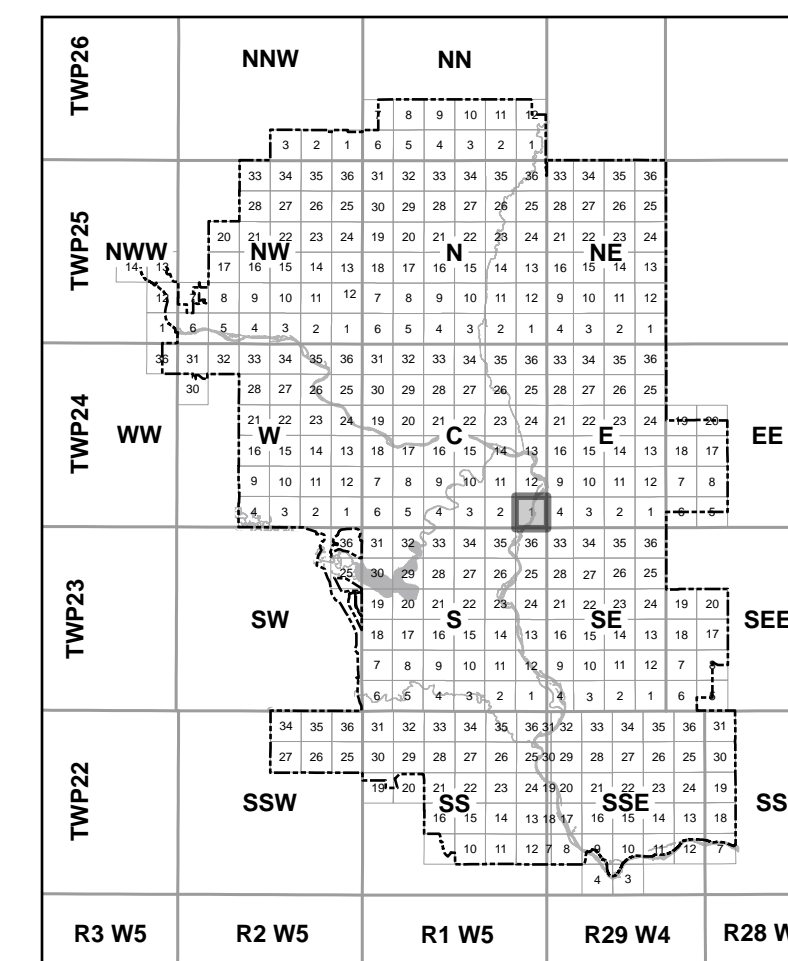 TWP26
NNW NN
7 8 9 10 11 12
3 2 1 6 5 4 3 2 1
TWP25
33 34 35 36 31 32 33 34 35 36 33 34 35 36
28 27 26 25 30 29 28 27 26 25 28 27 26 25
20 21 22 23 24 19 20 21 22 23 24 21 22 23 24
NWW NW N NE
14 13 17 16 15 14 13 18 17 16 15 14 13 16 15 14 13
12 7 8 9 10 11 12 7 8 9 10 11 12 9 10 11 12
1 6 5 4 3 2 1 6 5 4 3 2 1 4 3 2 1
TWP24
36 31 32 33 34 35 36 31 32 33 34 35 36 33 34 35 36
30 28 27 26 25 30 29 28 27 26 25 28 27 26 25
21 22 23 24 19 20 21 22 23 24 21 22 23 24 19 20
WW W C E EE
16 15 14 13 18 17 16 15 14 13 16 15 14 13 18 17
9 10 11 12 7 8 9 10 11 12 9 10 11 12 7 8
4 3 2 1 6 5 4 3 2 1 4 3 2 1 6 5
TWP23
36 31 32 33 34 35 36 33 34 35 36
25 30 29 28 27 26 25 28 27 26 25
19 20 21 22 23 24 21 22 23 24 19 20
SW S SE SEE
18 17 16 15 14 13 16 15 14 13 18 17
7 8 9 10 11 12 9 10 11 12 7 8
6 5 4 3 2 1 4 3 2 1 6 5
TWP22
34 35 36 31 32 33 34 35 36 31 32 33 34 35 36 31
27 26 25 30 29 28 27 26 25 30 29 28 27 26 25 30
19 20 21 22 23 24 19 20 21 22 23 24 19
SSW SS SSE SS
16 15 14 13 18 17 16 15 14 13 18
10 11 12 7 8 9 10 11 12 7
4 3
R3 W5 R2 W5 R1 W5 R29 W4 R28 W